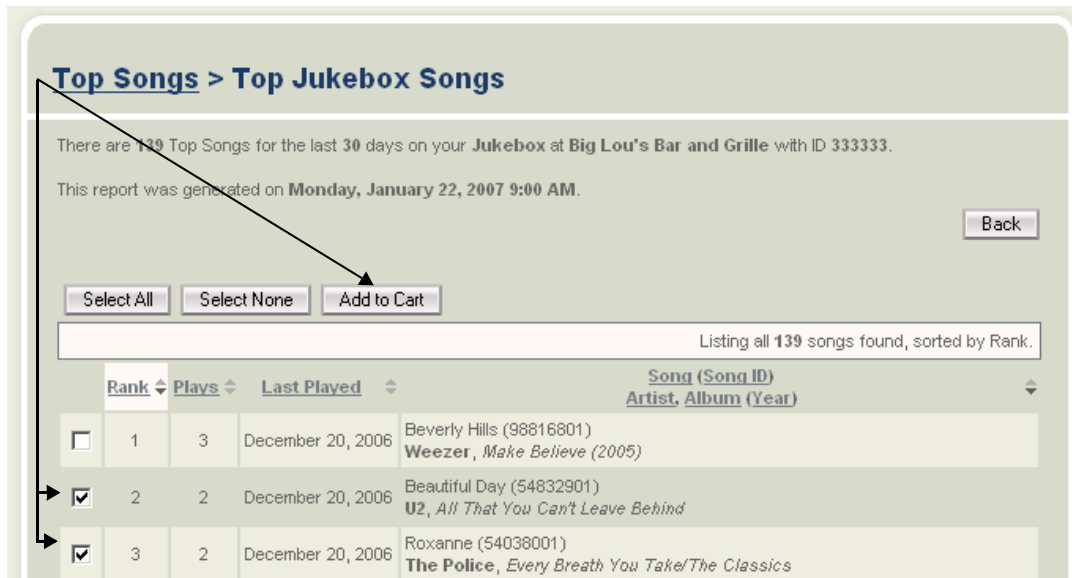 Top Songs > Top Jukebox Songs
There are 139 Top Songs for the last 30 days on your Jukebox at Big Lou's Bar and Grille with ID 333333.
This report was generated on Monday, January 22, 2007 9:00 AM.
Back
Select All Select None Add to Cart
Listing all 139 songs found, sorted by Rank.
Rank Plays Last Played Song (Song ID)
Artist, Album (Year)
1 3 December 20, 2006 Beverly Hills (98816801)
Weezer, Make Believe (2005)
2 2 December 20, 2006 Beautiful Day (54832901)
U2, All That You Can't Leave Behind
3 2 December 20, 2006 Roxanne (54038001)
The Police, Every Breath You Take/The Classics